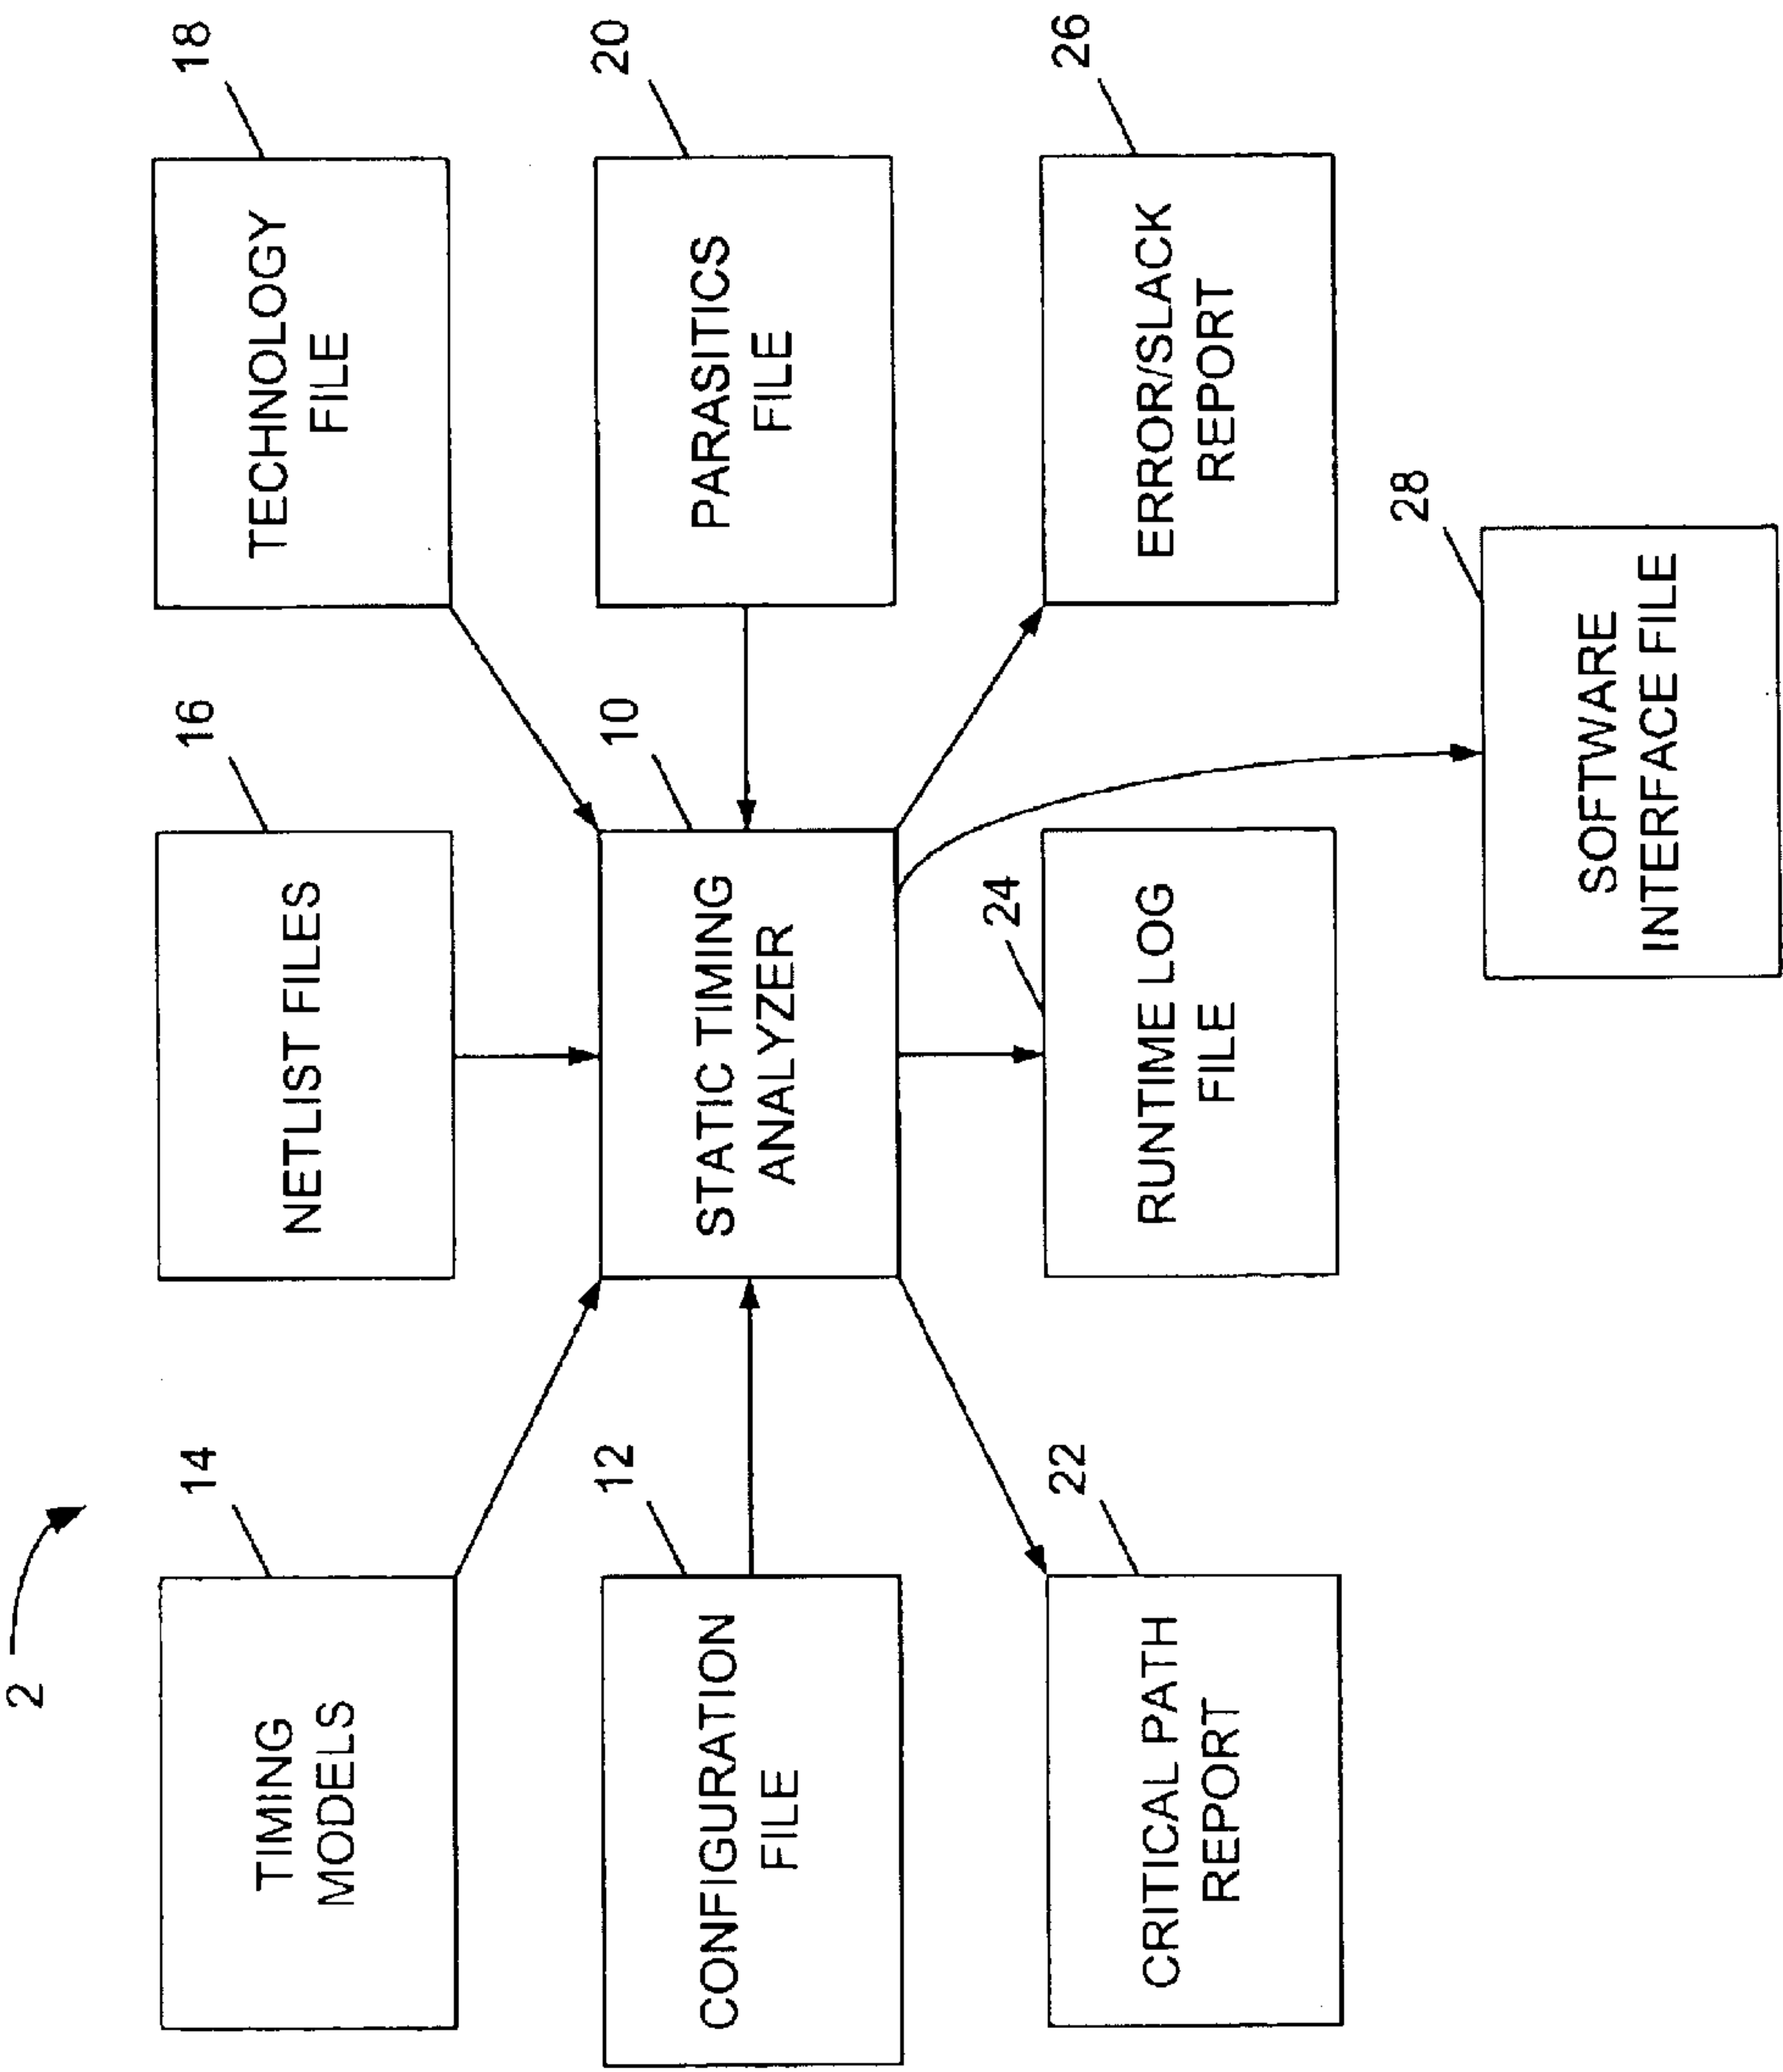 2
14
TIMING
MODELS
16
NETLIST FILES
18
TECHNOLOGY
FILE
12
CONFIGURATION
FILE
10
STATIC TIMING
ANALYZER
20
PARASITICS
FILE
22
CRITICAL PATH
REPORT
24
RUNTIME LOG
FILE
26
ERROR/SLACK
REPORT
28
SOFTWARE
INTERFACE FILE